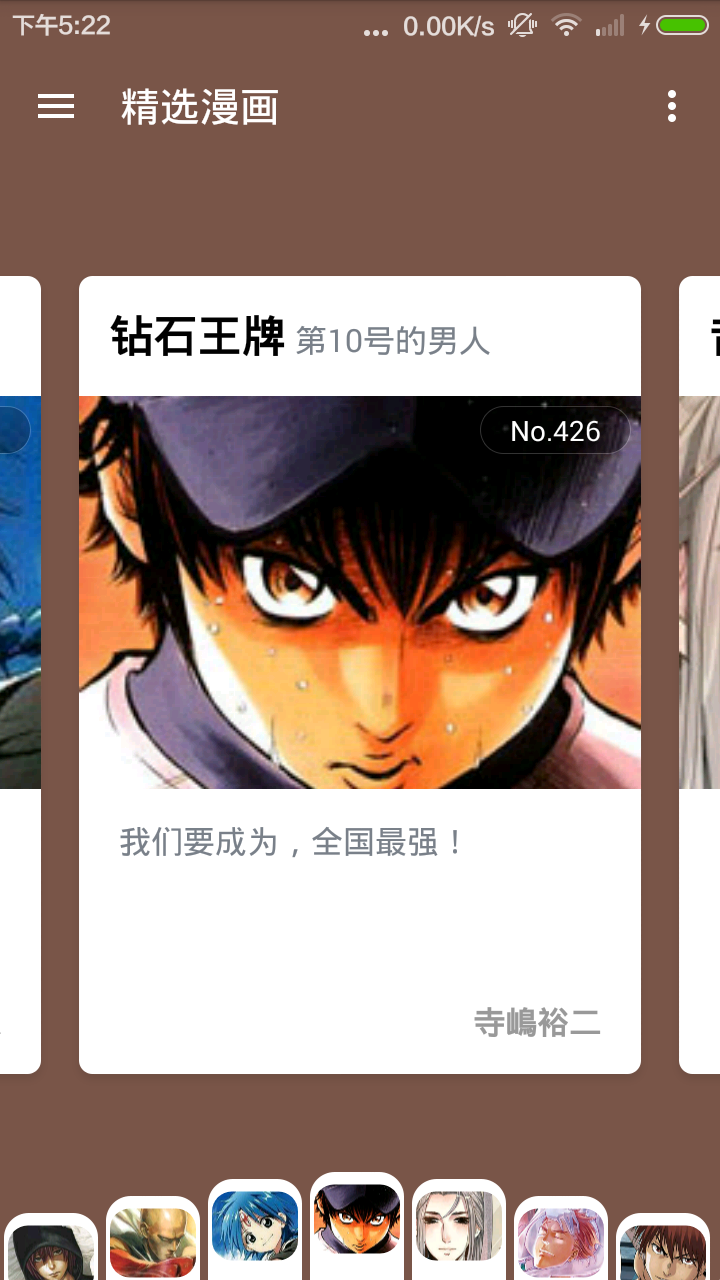 下午5:22 ... 0.00K/s
精选漫画
钻石王牌 第10号的男人
No.426
我们要成为，全国最强！
寺嶋裕二